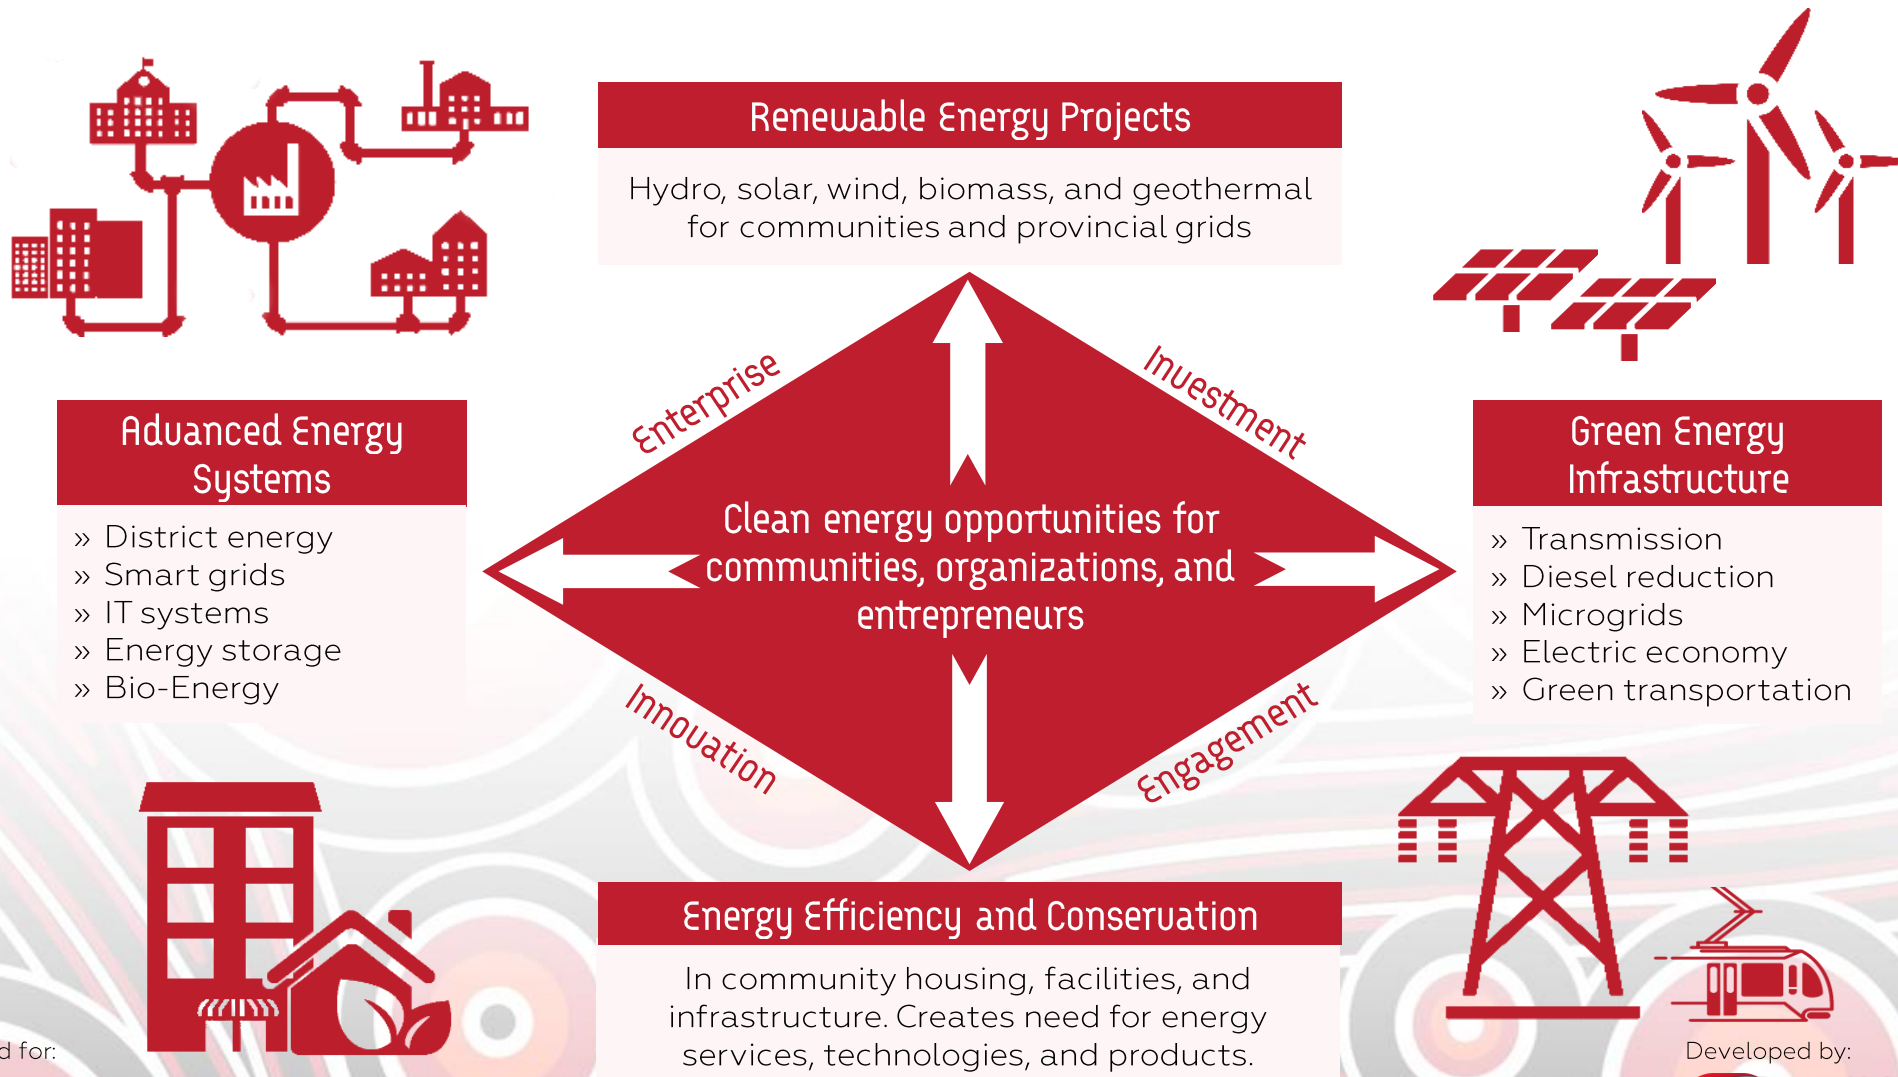 Renewable Energy Projects
Hydro, solar, wind, biomass, and geothermal
for communities and provincial grids
Enterprise
Investment
Advanced Energy
Systems
» District energy
» Smart grids
» IT systems
» Energy storage
» Bio-Energy
Clean energy opportunities for
communities, organizations, and
entrepreneurs
Green Energy
Infrastructure
» Transmission
» Diesel reduction
» Microgrids
» Electric economy
» Green transportation
Innovation
Engagement
Energy Efficiency and Conservation
In community housing, facilities, and
infrastructure. Creates need for energy
services, technologies, and products.
for:
Developed by: